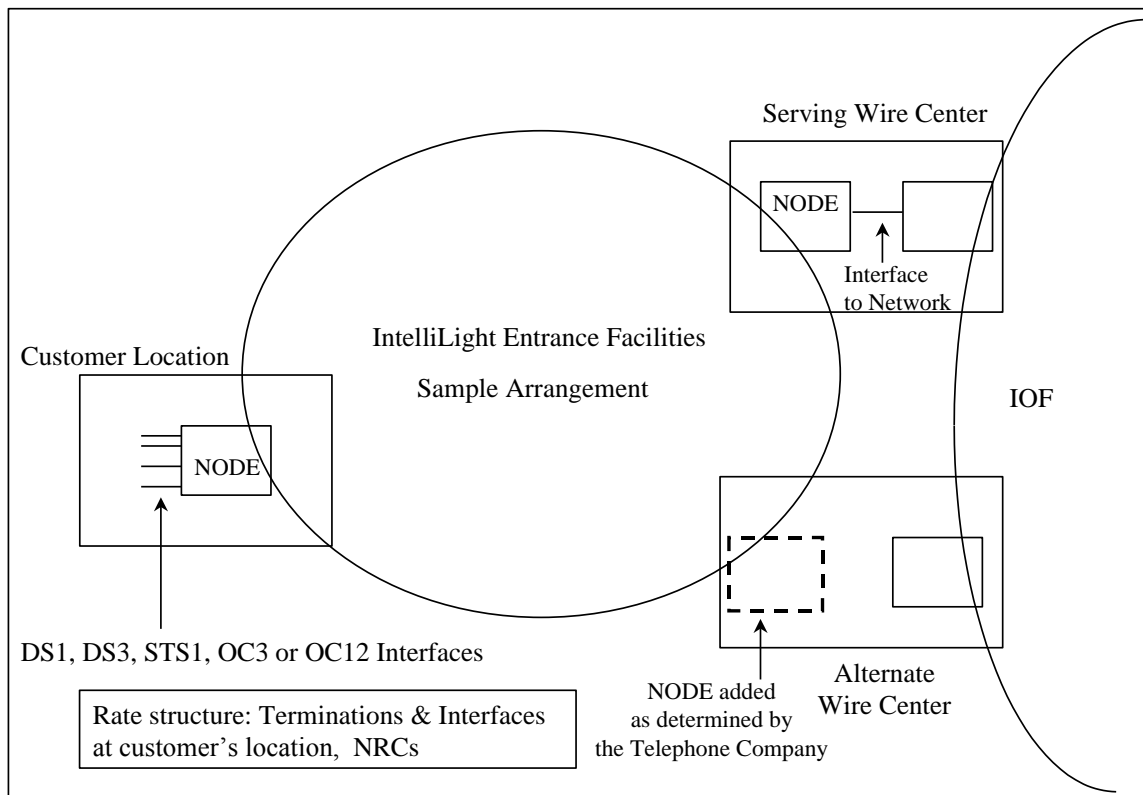 Serving Wire Center
NODE
Interface
to Network
IntelliLight Entrance Facilities
Sample Arrangement
Customer Location
IOF
NODE
DS1, DS3, STS1, OC3 or OC12 Interfaces
Alternate
Wire Center
NODE added
as determined by
the Telephone Company
Rate structure: Terminations & Interfaces
at customer's location, NRCs